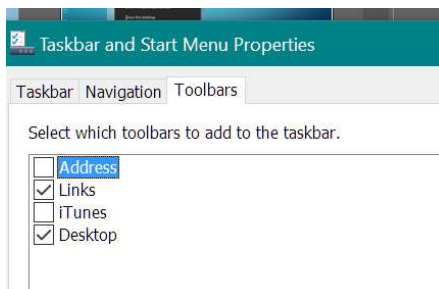 Taskbar and Start Menu Properties
Taskbar Navigation Toolbars
Select which toolbars to add to the taskbar.
Address
Links
iTunes
Desktop